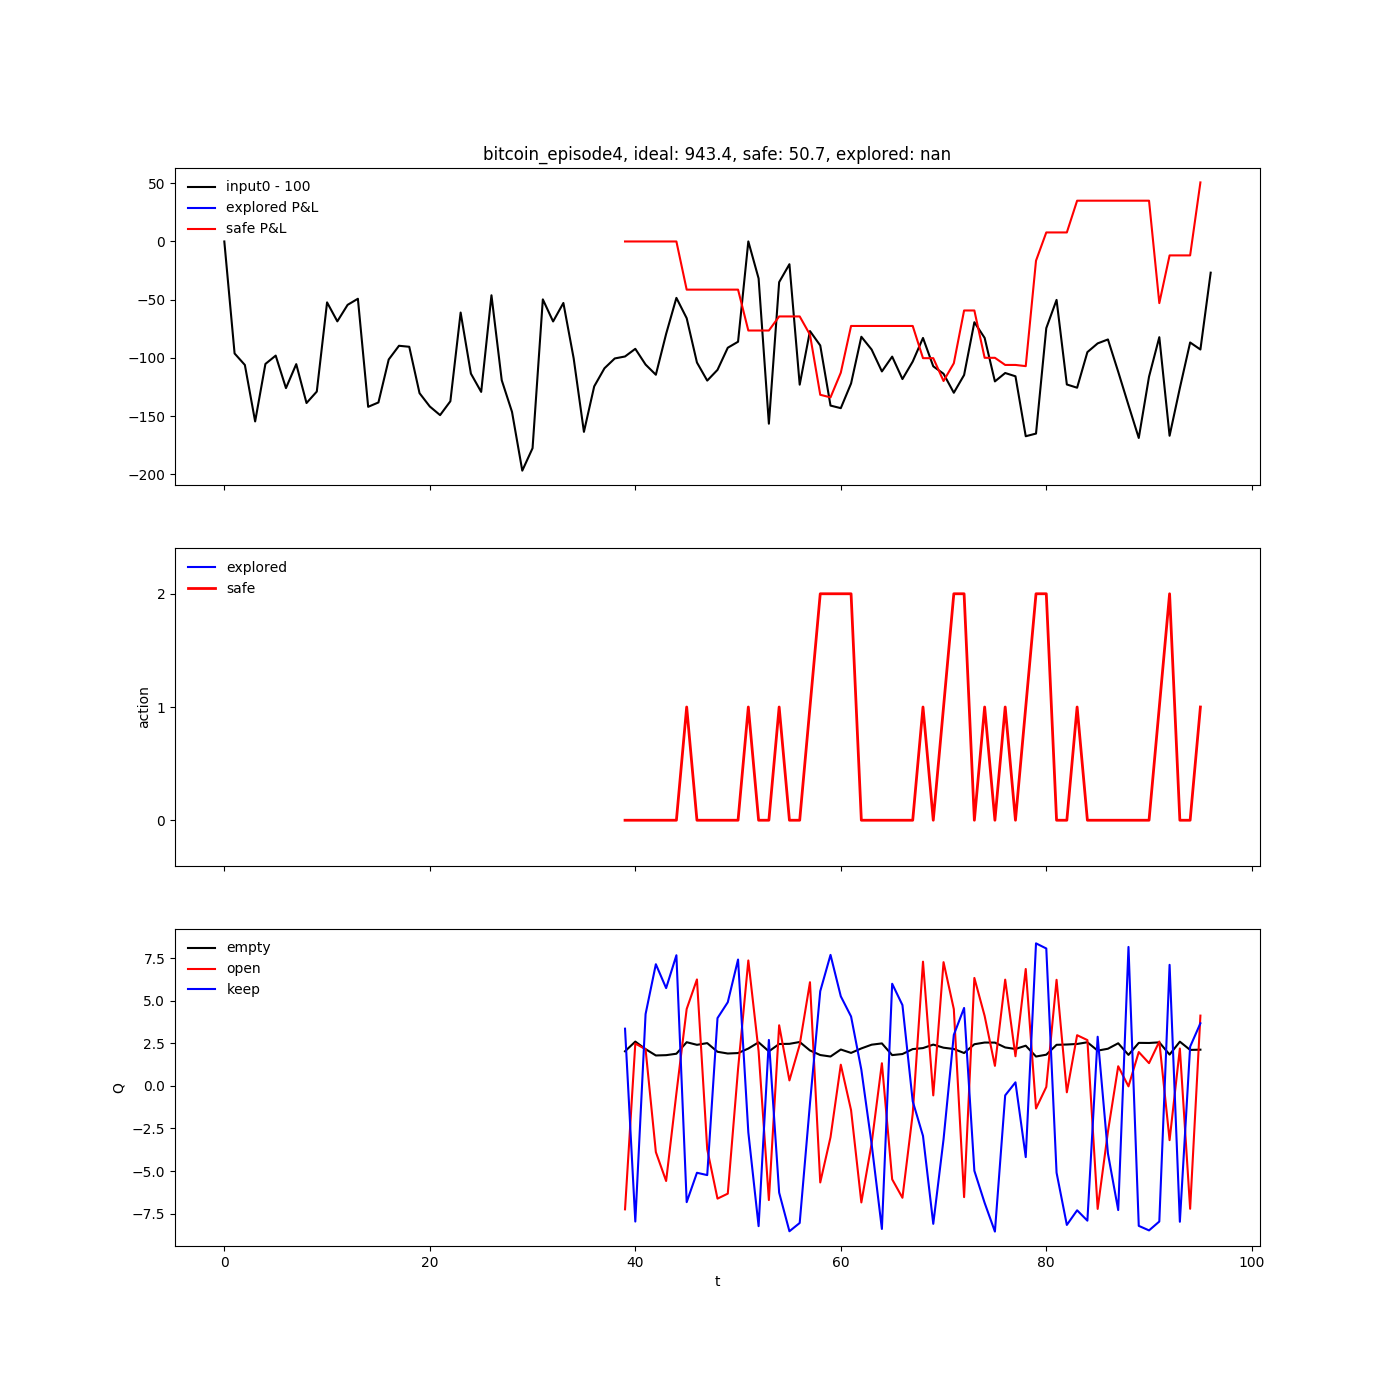 bitcoin_episode4, ideal: 943.4, safe: 50.7, explored: nan
50
0
−50
−100
−150
−200
input0 - 100
explored P&L
safe P&L
2
1
0
action
explored
safe
7.5
5.0
2.5
0.0
−2.5
−5.0
−7.5
Q
empty
open
keep
0 20 40 60 80 100
t